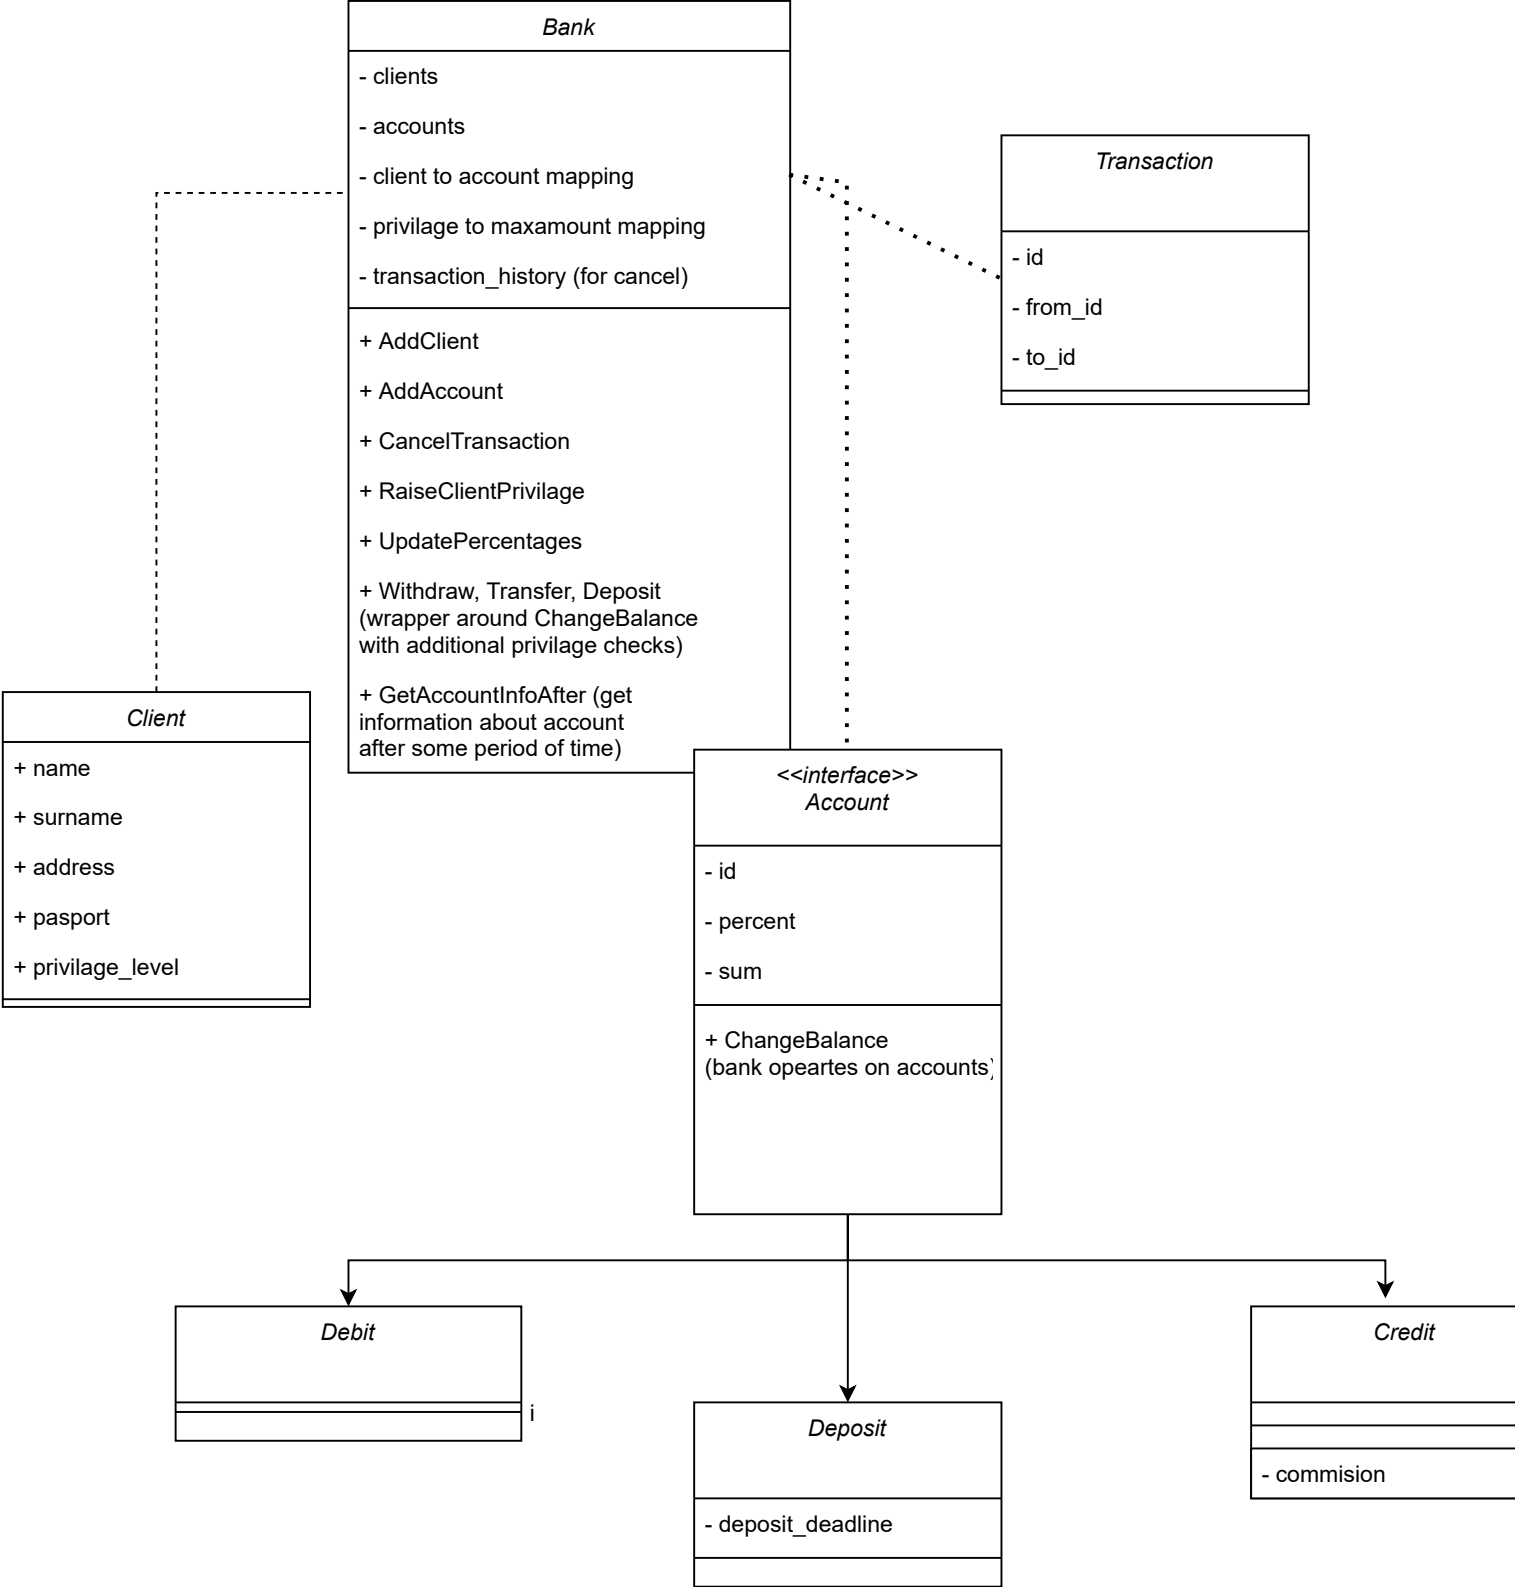 Bank
- clients
- accounts
- client to account mapping
- privilage to maxamount mapping
- transaction_history (for cancel)
+ AddClient
+ AddAccount
+ CancelTransaction
+ RaiseClientPrivilage
+ UpdatePercentages
+ Withdraw, Transfer, Deposit
(wrapper around ChangeBalance
with additional privilage checks)
+ GetAccountInfoAfter (get
information about account
after some period of time)
Transaction
- id
- from_id
- to_id
Client
+ name
+ surname
+ address
+ pasport
+ privilage_level
<<interface>>
Account
- id
- percent
- sum
+ ChangeBalance
(bank opeartes on accounts)
Debit
i
Deposit
- deposit_deadline
Credit
- commision